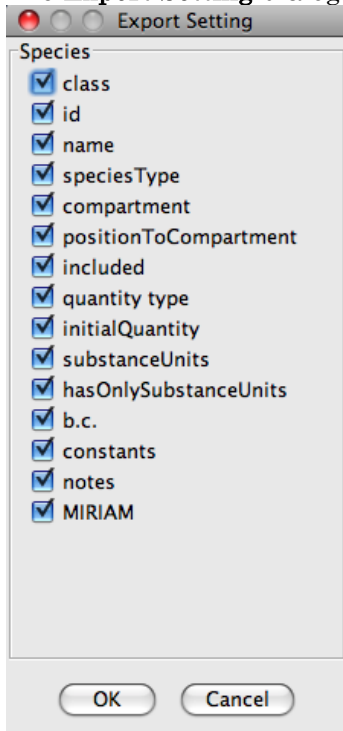 Export Setting
Species
class
id
name
speciesType
compartment
positionToCompartment
included
quantity type
initialQuantity
substanceUnits
hasOnlySubstanceUnits
b.c.
constants
notes
MIRIAM
OK Cancel